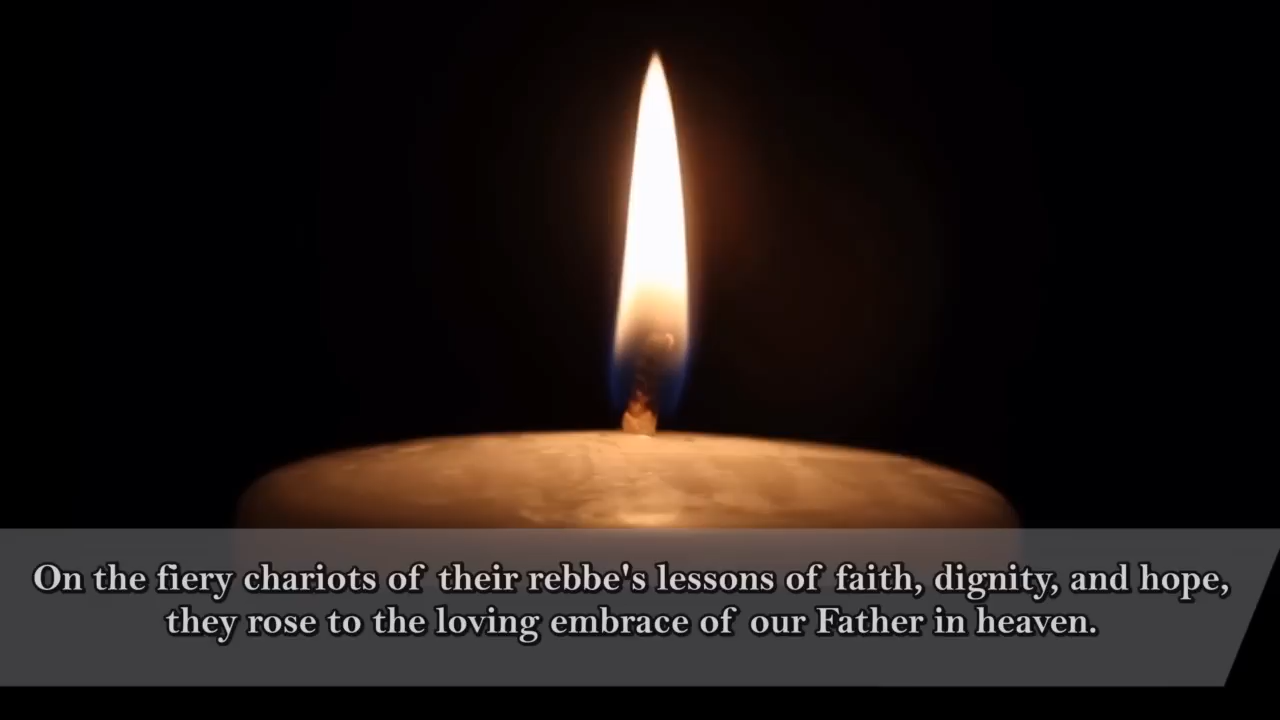 On the fiery chariots of their rebbe's lessons of faith, dignity, and hope,
they rose to the loving embrace of our Father in heaven.